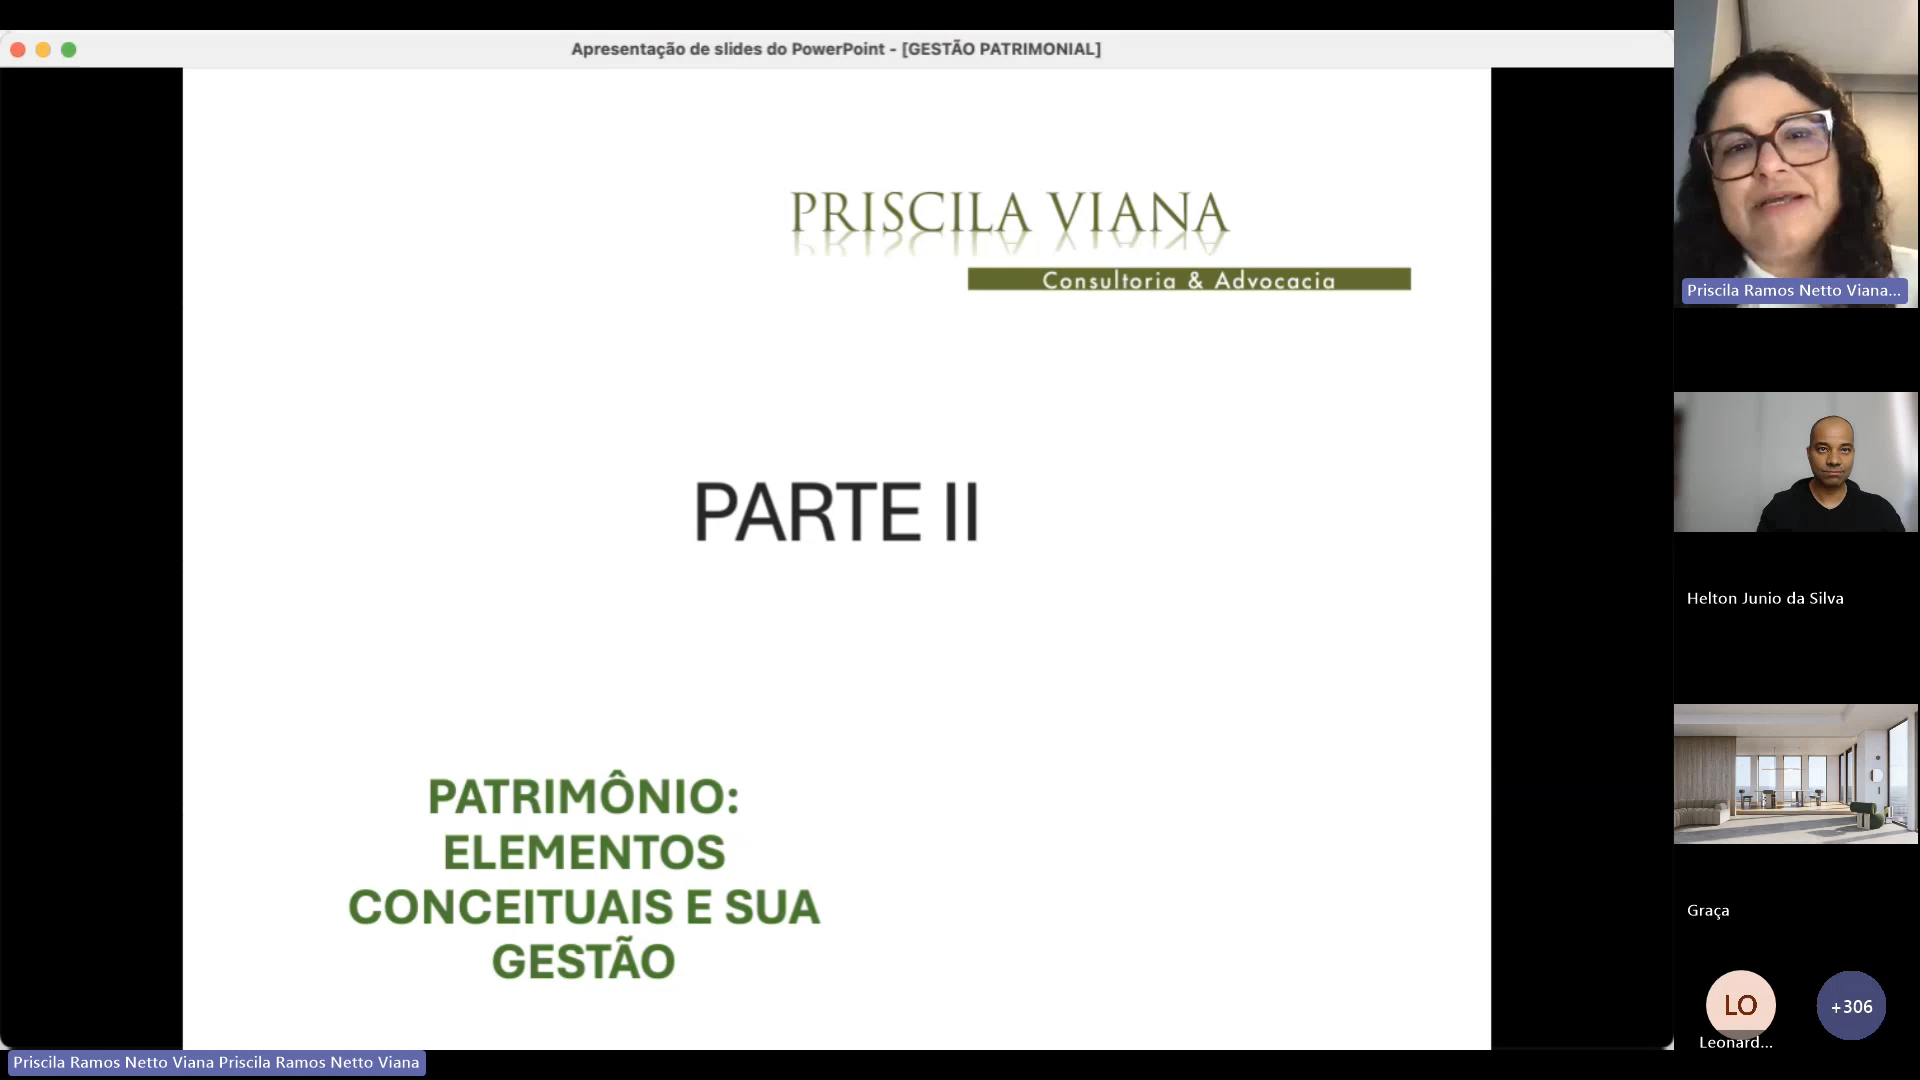 Apresentação de slides do PowerPoint - [GESTÃO PATRIMONIAL]
PRISCILA VIANA
Consultoria & Advocacia
PARTE II
PATRIMÔNIO:
ELEMENTOS
CONCEITUAIS E SUA
GESTÃO
Priscila Ramos Netto Viana Priscila Ramos Netto Viana
Priscila Ramos Netto Viana...
Helton Junio da Silva
Graça
LO
Leonard...
+306